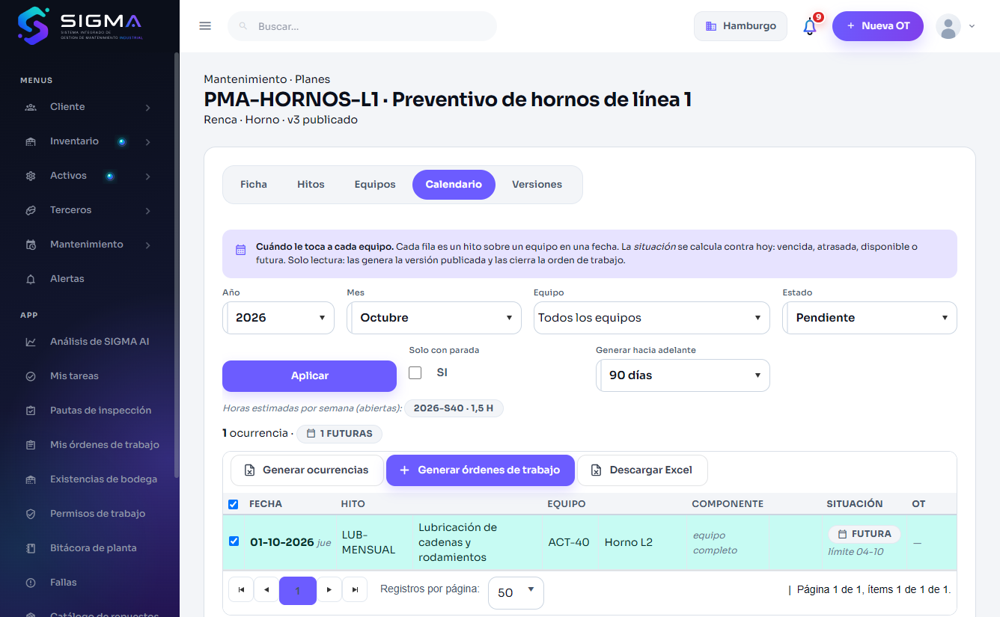 SIGMA
SISTEMA INTEGRADO DE
GESTIÓN DE MANTENIMIENTO INDUSTRIAL
Buscar...
Hamburgo
9
+ Nueva OT
MENUS
Cliente
Inventario
Activos
Terceros
Mantenimiento
Alertas
APP
Análisis de SIGMA AI
Mis tareas
Pautas de inspección
Mis órdenes de trabajo
Existencias de bodega
Permisos de trabajo
Bitácora de planta
Fallas
Catálogo de repuestos
Mantenimiento · Planes
PMA-HORNOS-L1 · Preventivo de hornos de línea 1
Renca · Horno · v3 publicado
Ficha
Hitos
Equipos
Calendario
Versiones
Cuándo le toca a cada equipo. Cada fila es un hito sobre un equipo en una fecha. La situación se calcula contra hoy: vencida, atrasada, disponible o
futura. Solo lectura: las genera la versión publicada y las cierra la orden de trabajo.
Año
Mes
Equipo
Estado
2026
Octubre
Todos los equipos
Pendiente
Solo con parada
Generar hacia adelante
Aplicar
SI
90 días
Horas estimadas por semana (abiertas): 2026-S40 · 1,5 H
1 ocurrencia · 1 FUTURAS
Generar ocurrencias
+ Generar órdenes de trabajo
Descargar Excel
FECHA
HITO
EQUIPO
COMPONENTE
SITUACIÓN
OT
01-10-2026 jue
LUB-
MENSUAL
Lubricación de
cadenas y
rodamientos
ACT-40
Horno L2
equipo
completo
FUTURA
límite 04-10
—
1
Registros por página:
50
| Página 1 de 1, ítems 1 de 1 de 1.